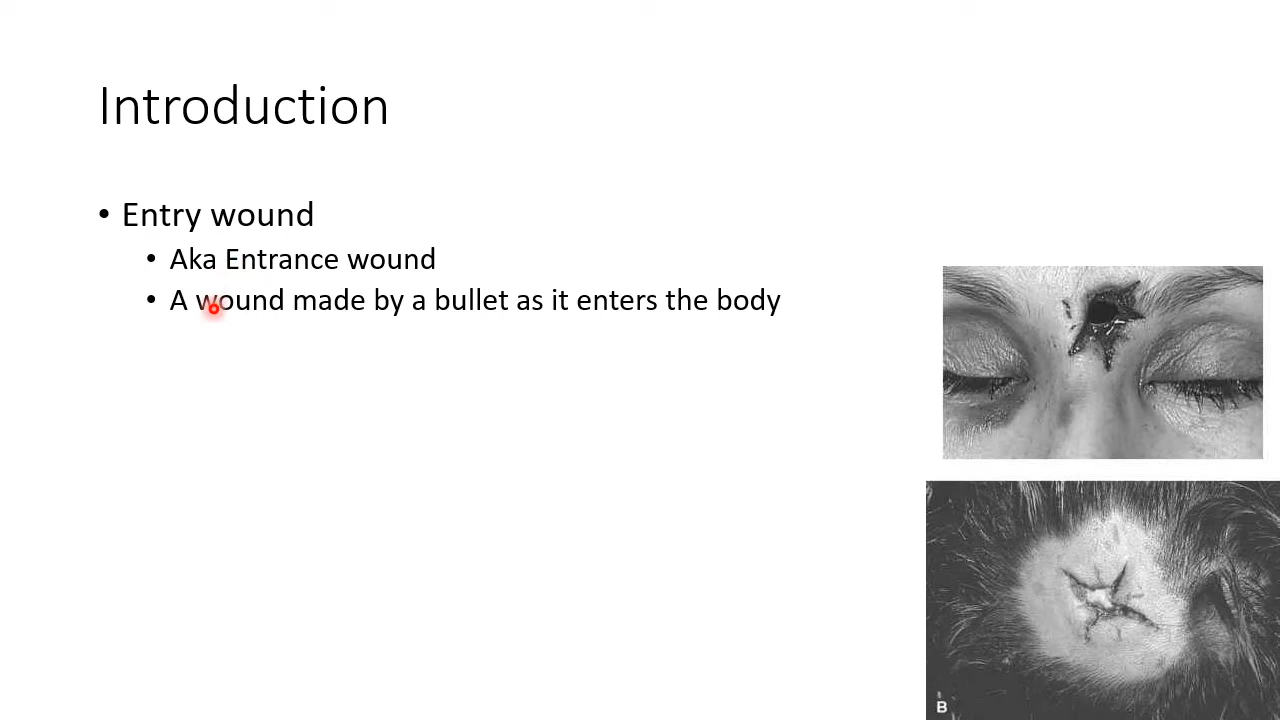 Introduction
• Entry wound
• Aka Entrance wound
• A wound made by a bullet as it enters the body
B